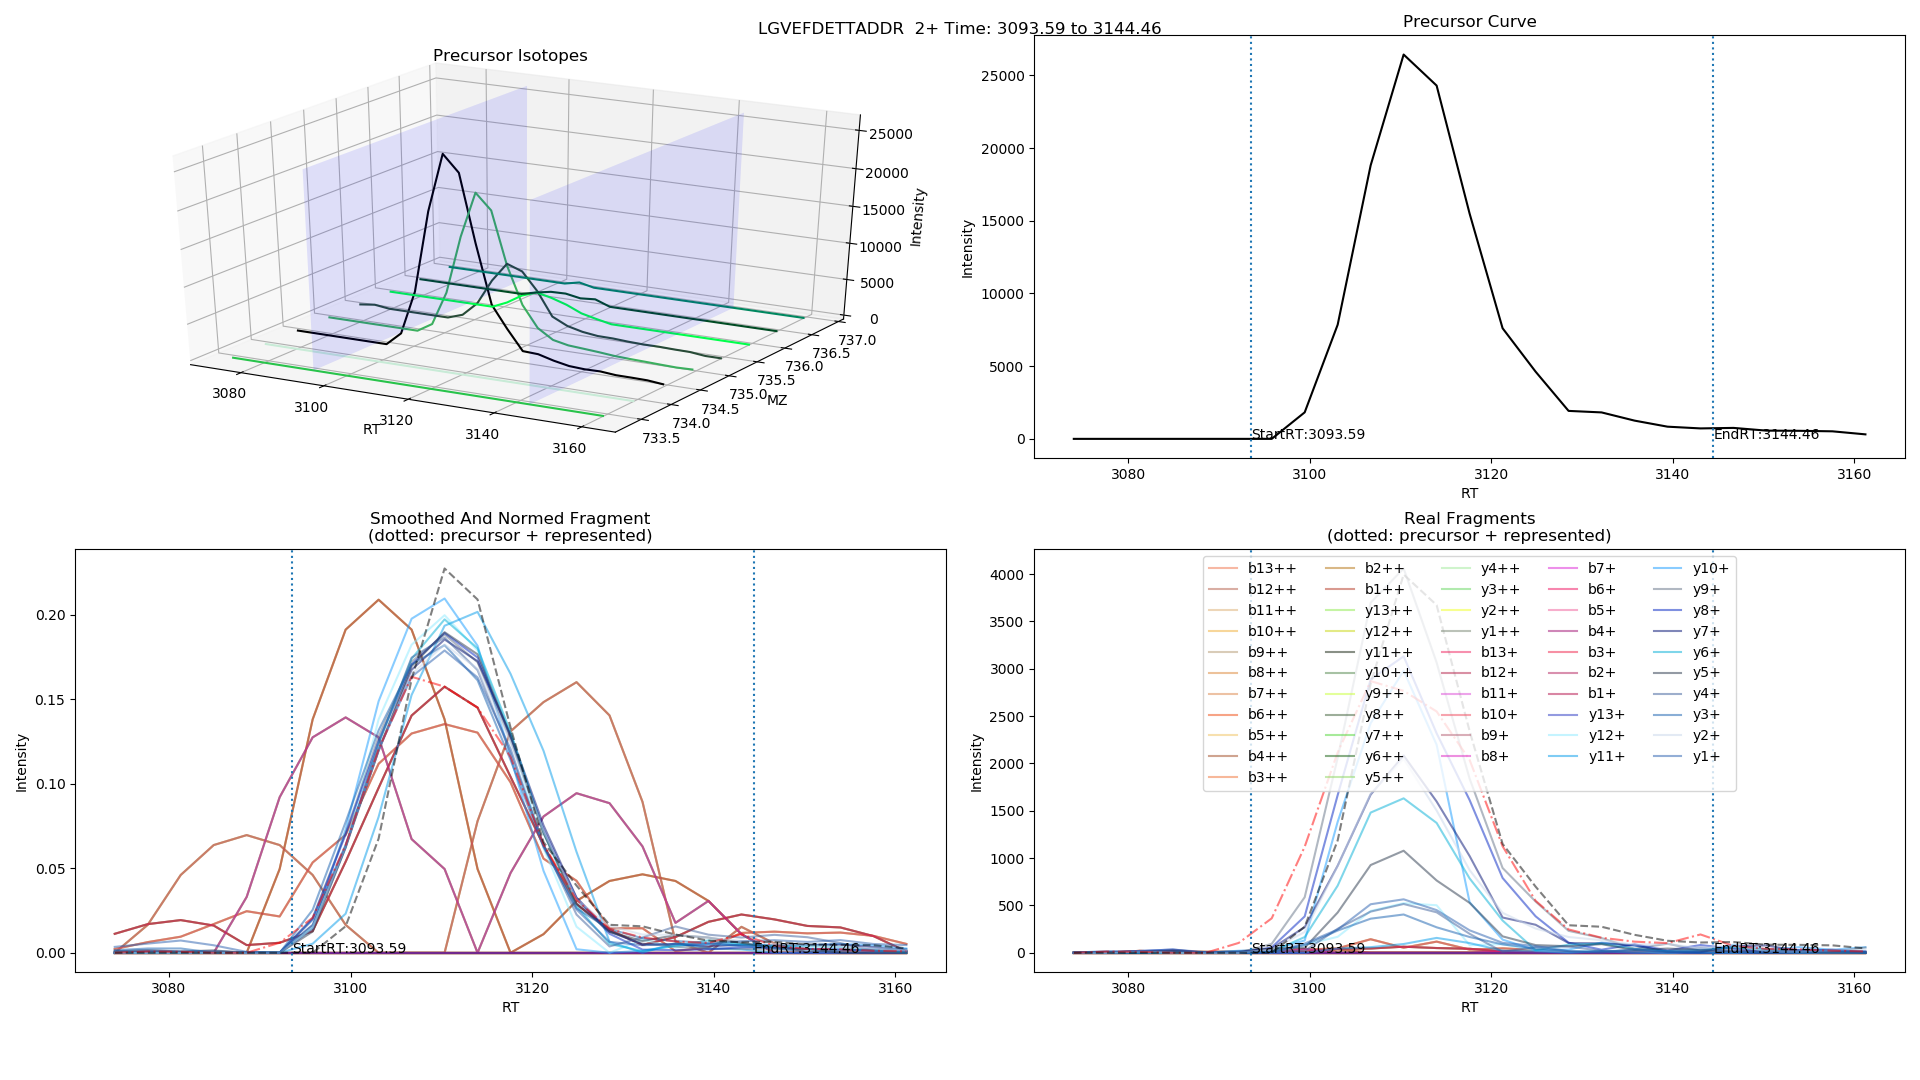 LGVEFDETTADDR  2+ Time: 3093.59 to 3144.46
Precursor Isotopes
25000
20000
15000
10000
5000
0
Intensity
737.0
736.5
736.0
735.5
735.0
734.5
734.0
733.5
MZ
3080
3100
3120
3140
3160
RT
Precursor Curve
25000
20000
15000
10000
5000
0
Intensity
StartRT:3093.59
EndRT:3144.46
3080 3100 3120 3140 3160
RT
Smoothed And Normed Fragment
(dotted: precursor + represented)
0.20
0.15
0.10
0.05
0.00
Intensity
StartRT:3093.59
EndRT:3144.46
3080 3100 3120 3140 3160
RT
Real Fragments
(dotted: precursor + represented)
4000
3500
3000
2500
2000
1500
1000
500
0
Intensity
b13++ b2++ y4++ b7+ y10+
b12++ b1++ y3++ b6+ y9+
b11++ y13++ y2++ b5+ y8+
b10++ y12++ y1++ b4+ y7+
b9++ y11++ b13+ b3+ y6+
b8++ y10++ b12+ b2+ y5+
b7++ y9++ b11+ b1+ y4+
b6++ y8++ b10+ y13+ y3+
b5++ y7++ b9+ y12+ y2+
b4++ y6++ b8+ y11+ y1+
b3++ y5++
StartRT:3093.59
EndRT:3144.46
3080 3100 3120 3140 3160
RT